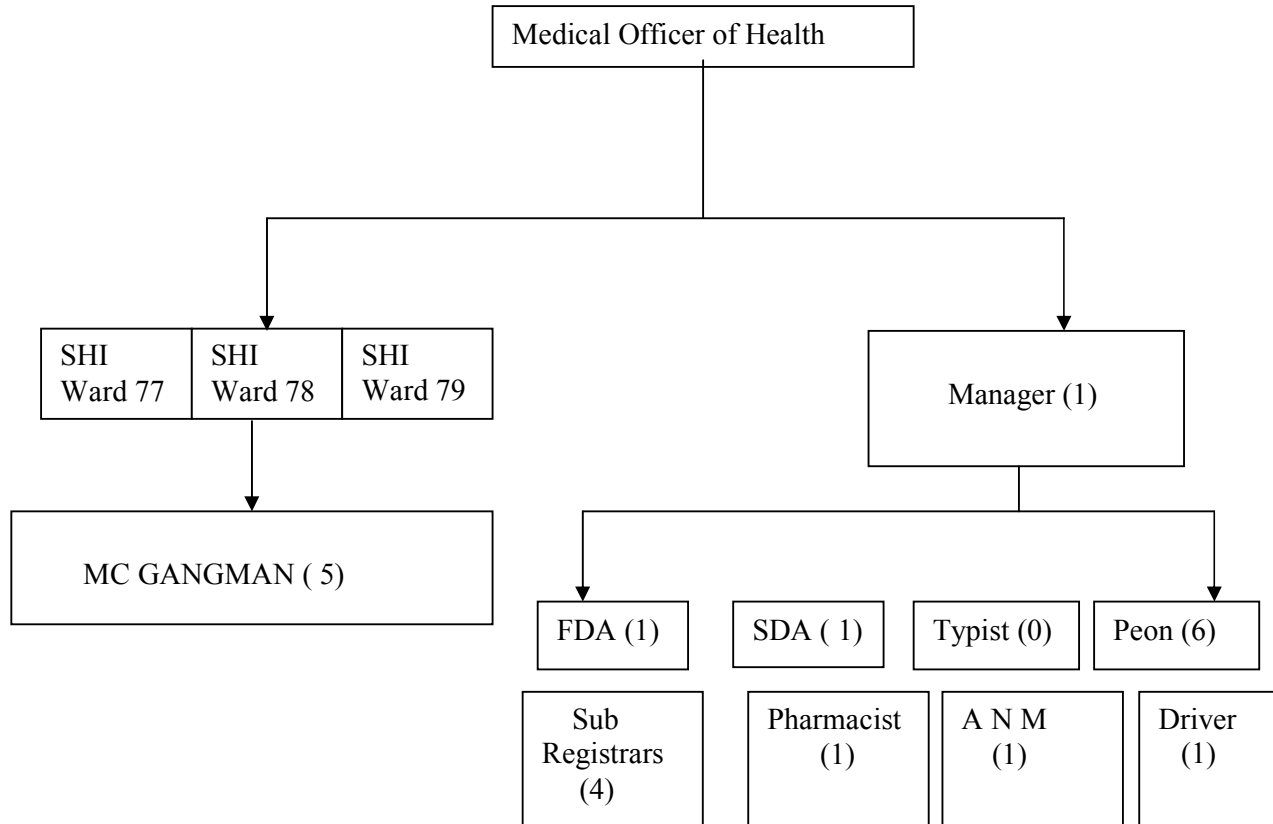 Medical Officer of Health
SHI
Ward 77
SHI
Ward 78
SHI
Ward 79
Manager (1)
MC GANGMAN ( 5)
FDA (1)
SDA ( 1)
Typist (0)
Peon (6)
Sub
Registrars
(4)
Pharmacist
(1)
A N M
(1)
Driver
(1)